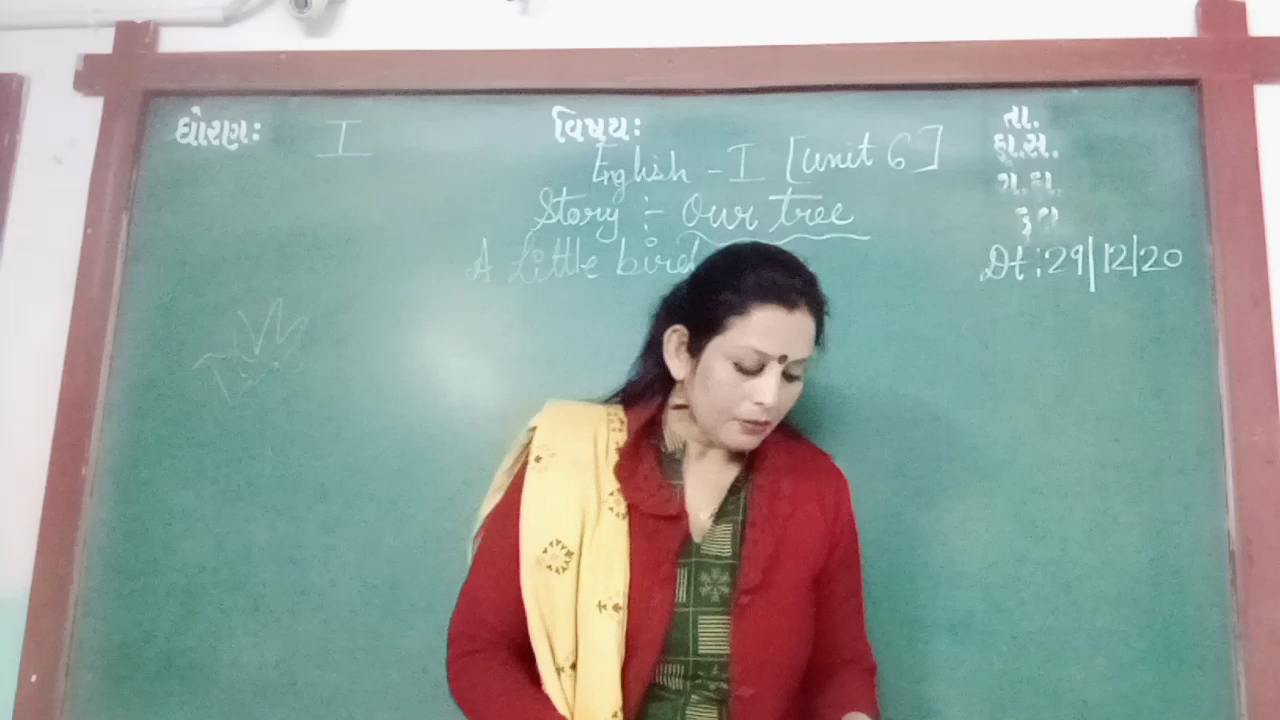 ધોરણઃ I
વિષયઃ
English - I [Unit 6]
Story :- Our tree
A little bird
તા.
હા.સ.
ગ.હા.
કુલ
Dt:29/12/20